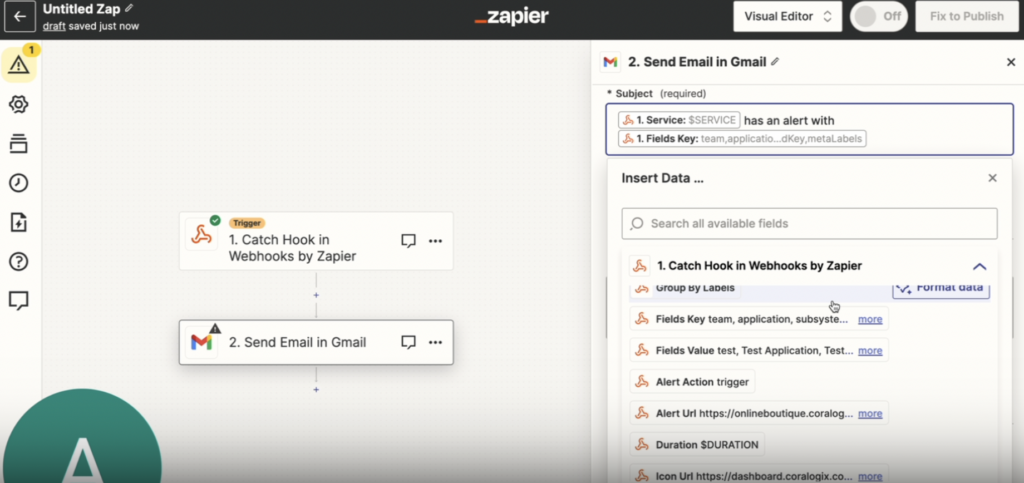 Untitled Zap
draft saved just now
_zapier
Visual Editor
Off
Fix to Publish
1
2. Send Email in Gmail
* Subject (required)
1. Service: $SERVICE has an alert with
1. Fields Key: team,applicatio...dKey,metaLabels
Insert Data ...
Search all available fields
1. Catch Hook in Webhooks by Zapier
Group By Labels
Format data
Fields Key team, application, subsyste... more
Fields Value test, Test Application, Test... more
Alert Action trigger
Alert Url https://onlineboutique.coralog... more
Duration $DURATION
Icon Url https://dashboard.coralogix.co... more
Trigger
1. Catch Hook in
Webhooks by Zapier
2. Send Email in Gmail
A